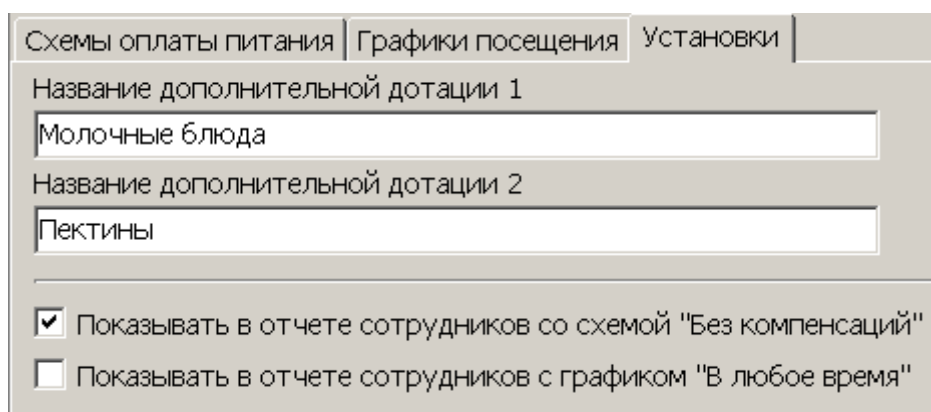 Схемы оплаты питания Графики посещения Установки
Название дополнительной дотации 1
Молочные блюда
Название дополнительной дотации 2
Пектины
Показывать в отчете сотрудников со схемой "Без компенсаций"
Показывать в отчете сотрудников с графиком "В любое время"